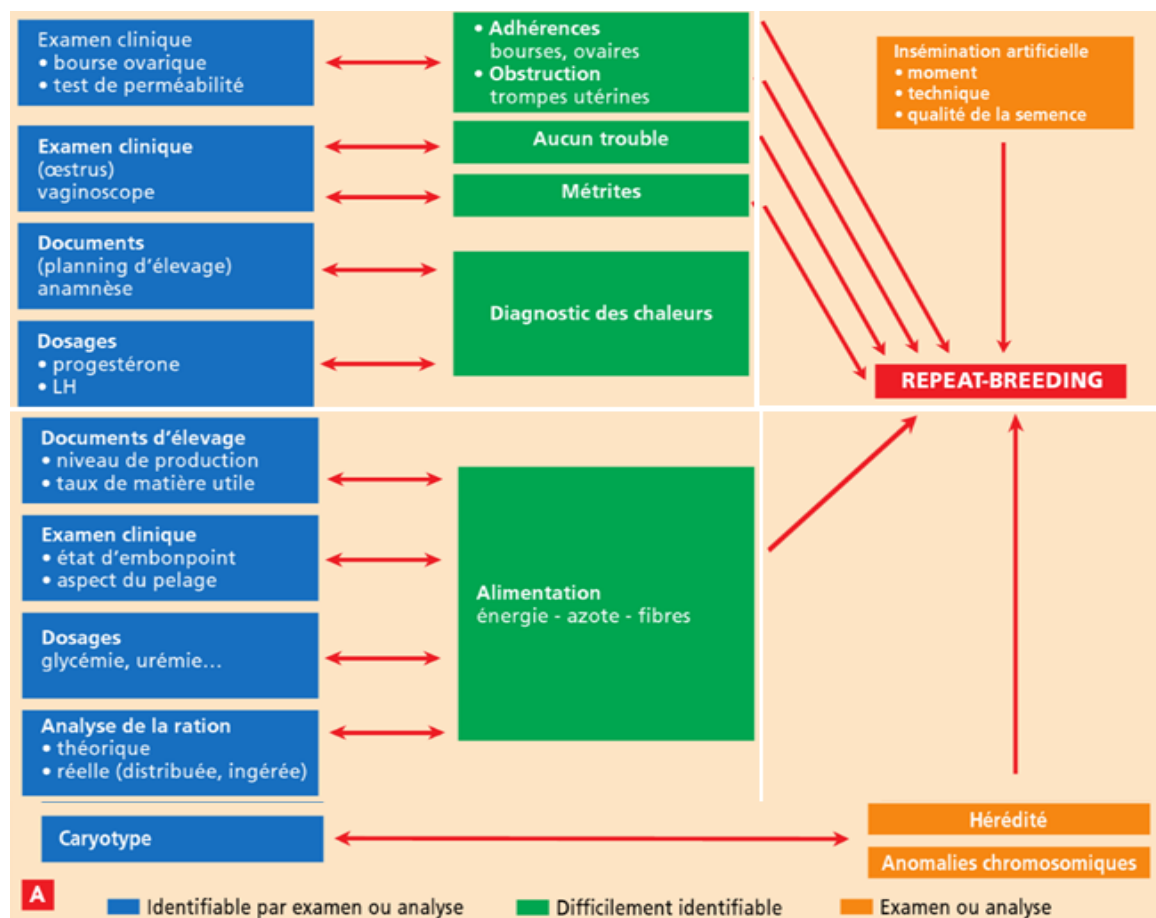 Examen clinique
• bourse ovarique
• test de perméabilité
• Adhérences
bourses, ovaires
• Obstruction
trompes utérines
Insémination artificielle
• moment
• technique
• qualité de la semence
Examen clinique
(œstrus)
vaginoscope
Aucun trouble
Métrites
Documents
(planning d'élevage)
anamnèse
Diagnostic des chaleurs
Dosages
• progestérone
• LH
REPEAT-BREEDING
Documents d'élevage
• niveau de production
• taux de matière utile
Examen clinique
• état d'embonpoint
• aspect du pelage
Alimentation
énergie - azote - fibres
Dosages
glycémie, urémie...
Analyse de la ration
• théorique
• réelle (distribuée, ingérée)
Caryotype
Hérédité
Anomalies chromosomiques
A
Identifiable par examen ou analyse
Difficilement identifiable
Examen ou analyse